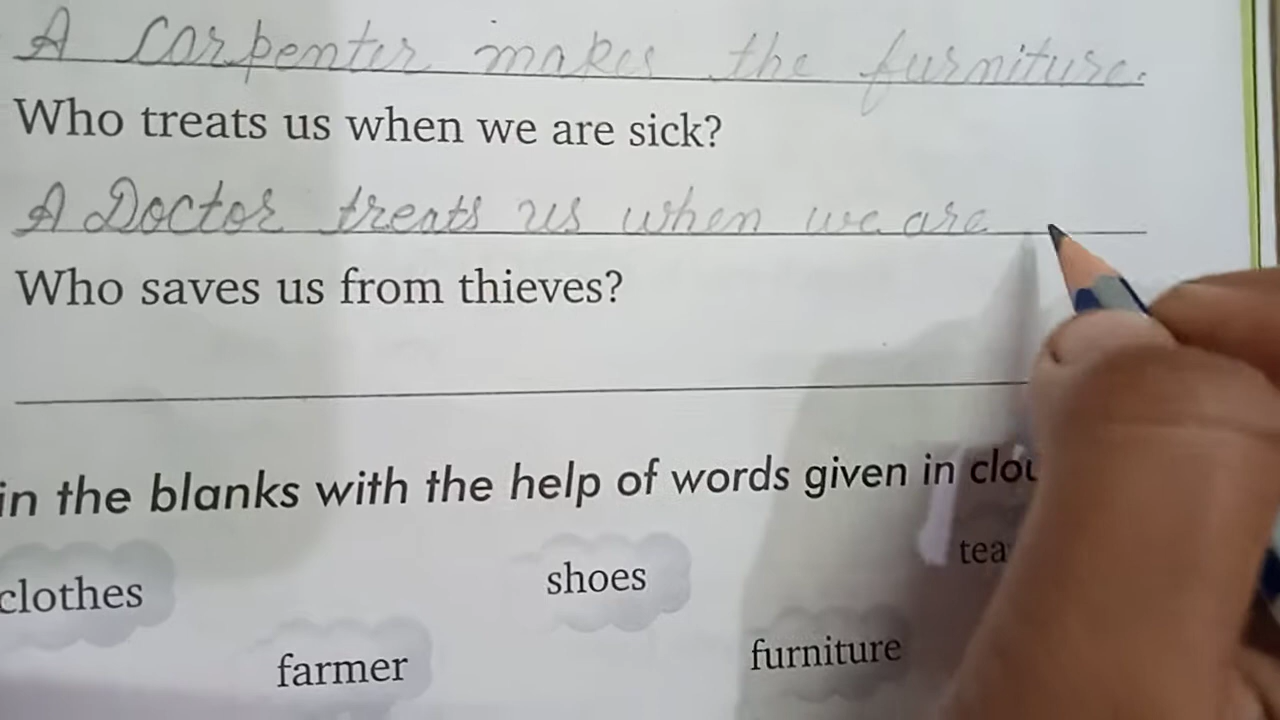 A Carpenter makes the furniture.
Who treats us when we are sick?
A Doctor treats us when we are
Who saves us from thieves?
in the blanks with the help of words given in clou
tea
shoes
clothes
furniture
farmer